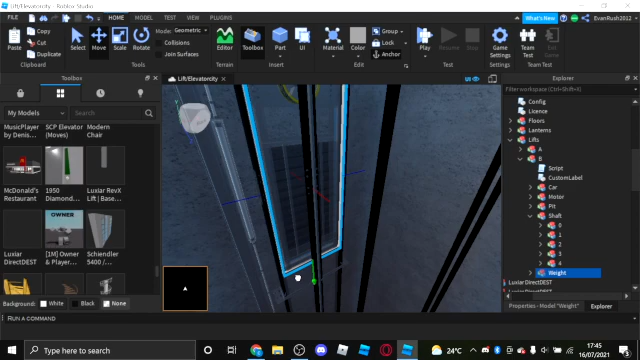 Lift/Elevatorcity - Roblox Studio
FILE
HOME
MODEL
TEST
VIEW
PLUGINS
What's New
EvanRush2012
Paste
Copy
Cut
Duplicate
Clipboard
Select
Move
Scale
Rotate
Tools
Mode: Geometric
Collisions
Join Surfaces
Editor
Terrain
Toolbox
Part
UI
Insert
Material
Color
Group
Lock
Anchor
Edit
Play
Resume
Stop
Test
Game
Settings
Settings
Team
Test
Team Test
Toolbox
Lift/Elevatorcity
UI
Explorer
Filter workspace (Ctrl+Shift+X)
My Models
Search
MusicPlayer
by Denis...
SCP Elevator
(Moves)
Modern
Chair
McDonald's
Restaurant
1950
Diamond...
Luxiar RevX
Lift | Base...
Luxiar
DirectDEST
[1M] Owner
& Player...
OWNER
Schiendler
5400 /...
Background:
White
Black
None
Config
Licence
Floors
Lanterns
Lifts
A
B
Script
CustomLabel
Car
Motor
Pit
Shaft
0
1
2
3
4
Weight
Luxiar DirectDEST
Luxiar DirectDEST
Properties - Model "Weight"
Explorer
RUN A COMMAND
Type here to search
24°C
17:45
16/07/2021